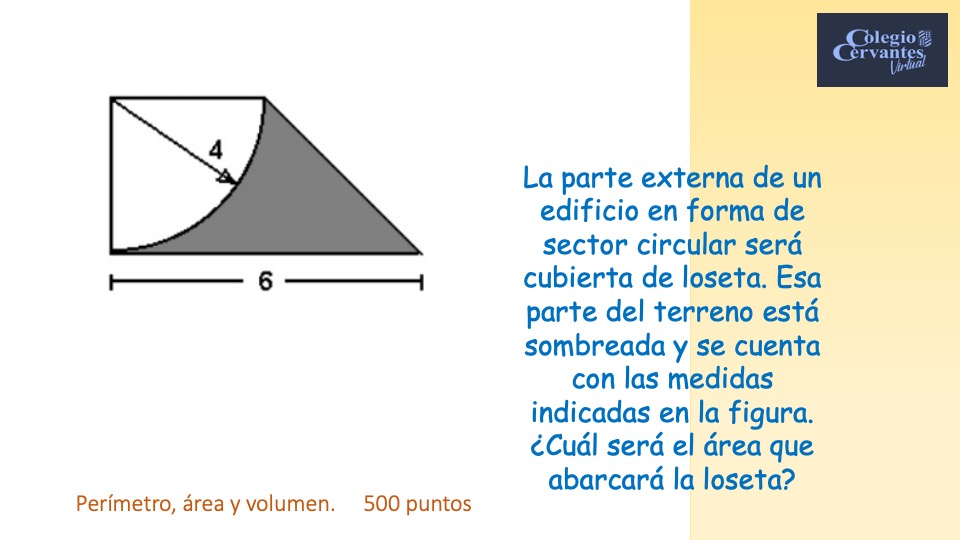 Colegio
Cervantes
Virtual
4
6
La parte externa de un
edificio en forma de
sector circular será
cubierta de loseta. Esa
parte del terreno está
sombreada y se cuenta
con las medidas
indicadas en la figura.
¿Cuál será el área que
abarcará la loseta?
Perímetro, área y volumen. 500 puntos